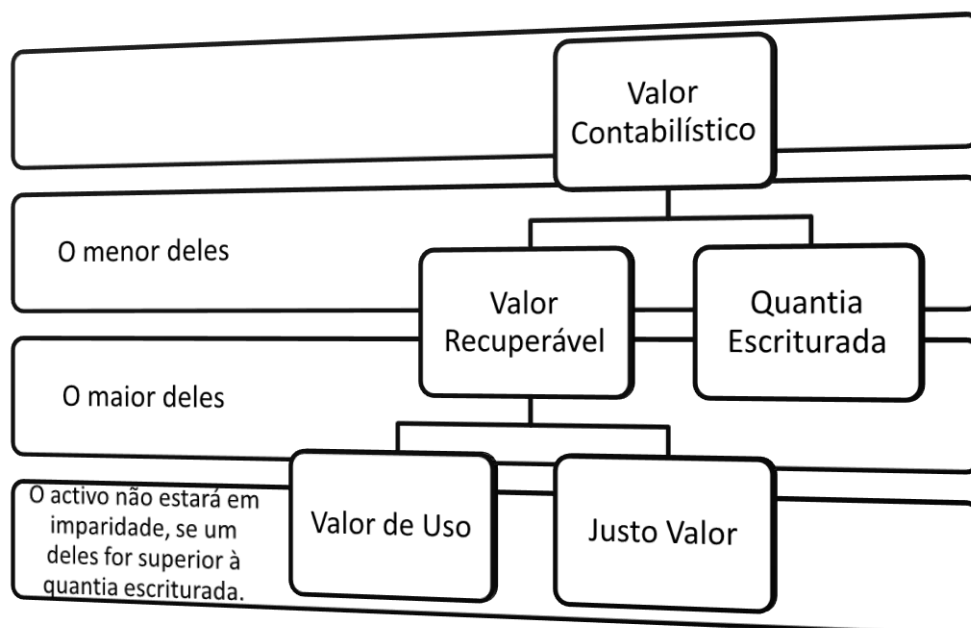 Valor
Contabilístico
O menor deles
Valor
Recuperável
Quantia
Escriturada
O maior deles
O activo não estará em
imparidade, se um
deles for superior à
quantia escriturada.
Valor de Uso
Justo Valor